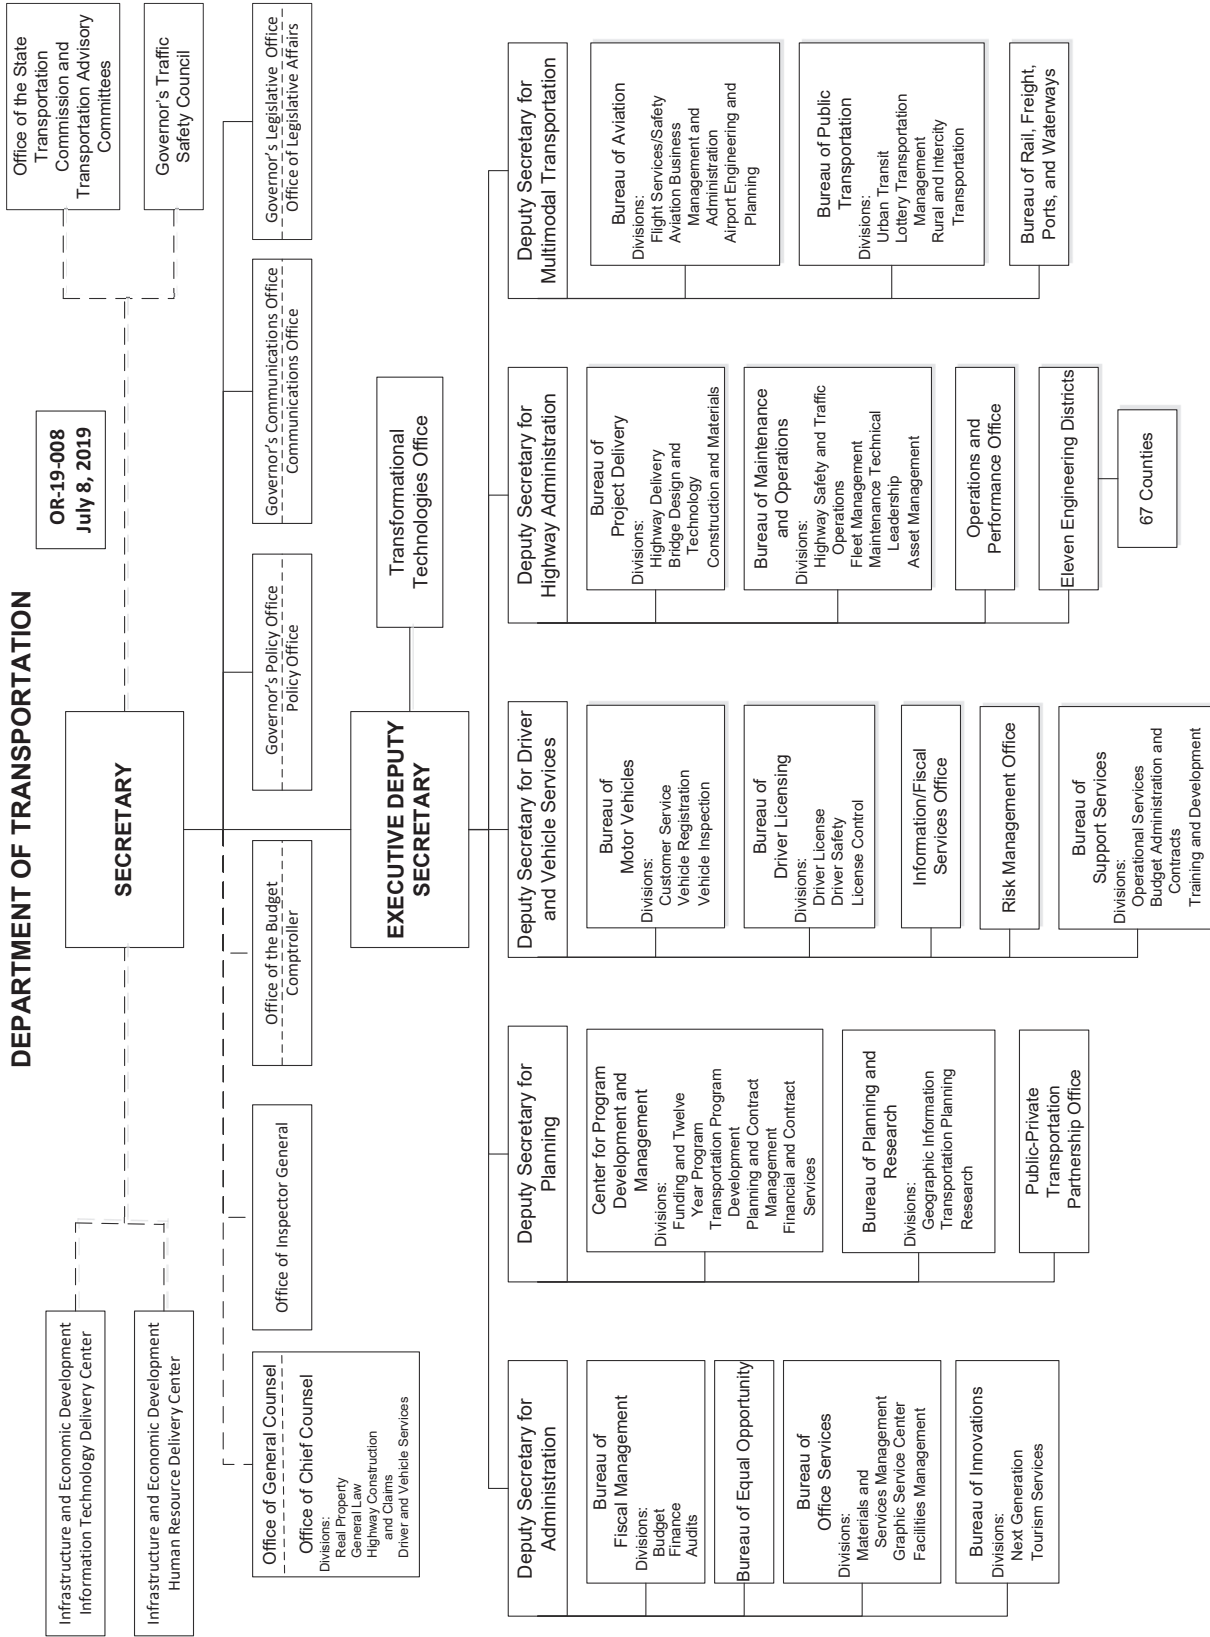 DEPARTMENT OF TRANSPORTATION
OR-19-008
July 8, 2019
Infrastructure and Economic Development
Information Technology Delivery Center
Infrastructure and Economic Development
Human Resource Delivery Center
SECRETARY
Office of the State
Transportation
Commission and
Transportation Advisory
Committees
Governor's Traffic
Safety Council
Office of General Counsel
Office of Chief Counsel
Divisions:
Real Property
General Law
Highway Construction
and Claims
Driver and Vehicle Services
Office of Inspector General
Office of the Budget
Comptroller
Governor's Policy Office
Policy Office
Governor's Communications Office
Communications Office
Governor's Legislative Office
Office of Legislative Affairs
EXECUTIVE DEPUTY
SECRETARY
Transformational
Technologies Office
Deputy Secretary for
Administration
Bureau of
Fiscal Management
Divisions:
Budget
Finance
Audits
Bureau of Equal Opportunity
Bureau of
Office Services
Divisions:
Materials and
Services Management
Graphic Service Center
Facilities Management
Bureau of Innovations
Divisions:
Next Generation
Tourism Services
Deputy Secretary for
Planning
Center for Program
Development and
Management
Divisions:
Funding and Twelve
Year Program
Transportation Program
Development
Planning and Contract
Management
Financial and Contract
Services
Bureau of Planning and
Research
Divisions:
Geographic Information
Transportation Planning
Research
Public-Private
Transportation
Partnership Office
Deputy Secretary for Driver
and Vehicle Services
Bureau of
Motor Vehicles
Divisions:
Customer Service
Vehicle Registration
Vehicle Inspection
Bureau of
Driver Licensing
Divisions:
Driver License
Driver Safety
License Control
Information/Fiscal
Services Office
Risk Management Office
Bureau of
Support Services
Divisions:
Operational Services
Budget Administration and
Contracts
Training and Development
Deputy Secretary for
Highway Administration
Bureau of
Project Delivery
Divisions:
Highway Delivery
Bridge Design and
Technology
Construction and Materials
Bureau of Maintenance
and Operations
Divisions:
Highway Safety and Traffic
Operations
Fleet Management
Maintenance Technical
Leadership
Asset Management
Operations and
Performance Office
Eleven Engineering Districts
67 Counties
Deputy Secretary for
Multimodal Transportation
Bureau of Aviation
Divisions:
Flight Services/Safety
Aviation Business
Management and
Administration
Airport Engineering and
Planning
Bureau of Public
Transportation
Divisions:
Urban Transit
Lottery Transportation
Management
Rural and Intercity
Transportation
Bureau of Rail, Freight,
Ports, and Waterways